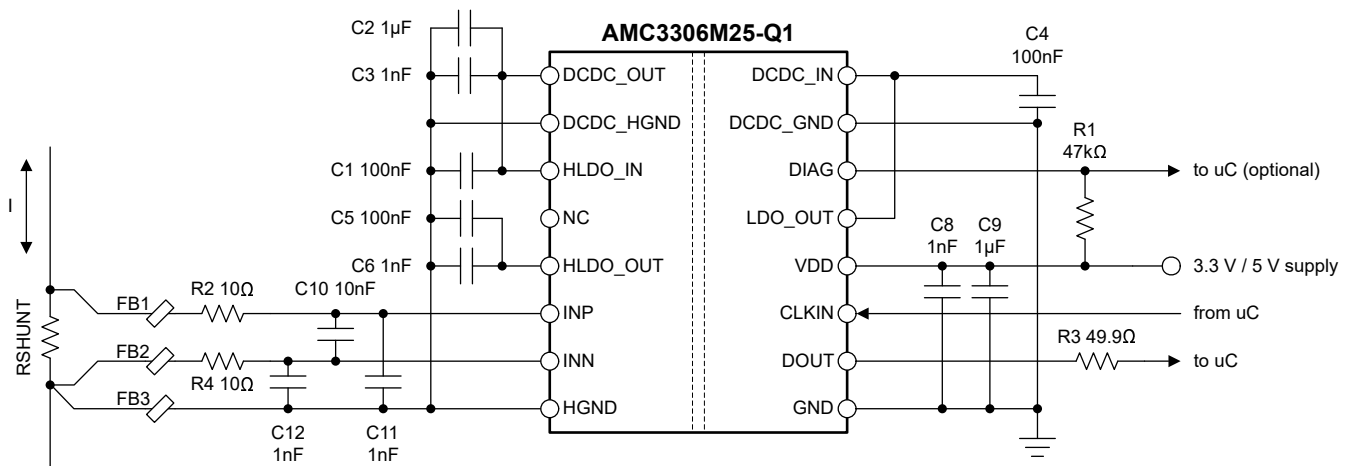 AMC3306M25-Q1
C2 1µF
C3 1nF
C1 100nF
C5 100nF
C6 1nF
DCDC_OUT
DCDC_HGND
HLDO_IN
NC
HLDO_OUT
INP
INN
HGND
DCDC_IN
DCDC_GND
DIAG
LDO_OUT
VDD
CLKIN
DOUT
GND
C4
100nF
R1
47kΩ
to uC (optional)
C8
1nF
C9
1µF
3.3 V / 5 V supply
from uC
R3 49.9Ω
to uC
I
RSHUNT
FB1
R2 10Ω
C10 10nF
FB2
R4 10Ω
FB3
C12
1nF
C11
1nF